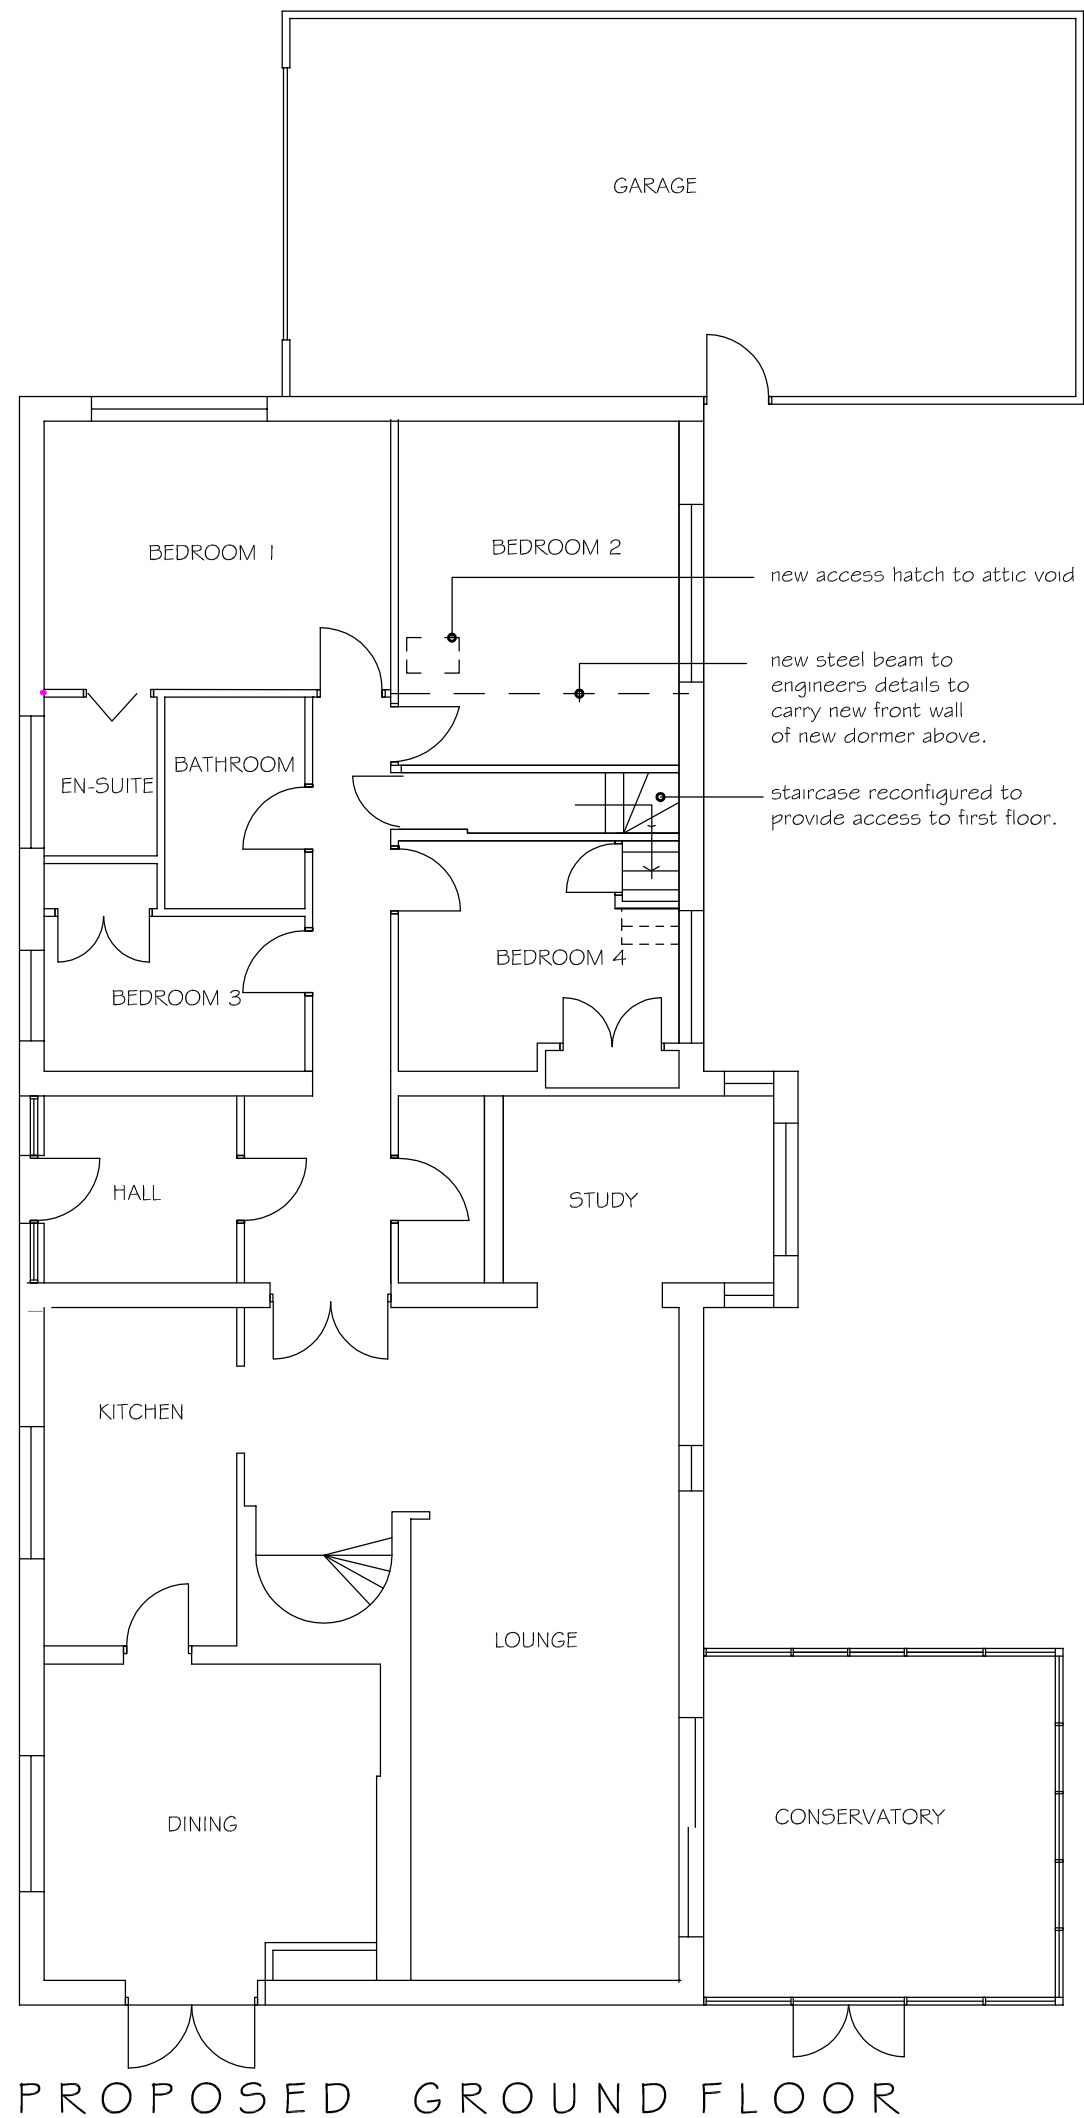 GARAGE
BEDROOM 1
BEDROOM 2
new access hatch to attic void
new steel beam to
engineers details to
carry new front wall
of new dormer above.
BATHROOM
EN-SUITE
staircase reconfigured to
provide access to first floor.
BEDROOM 4
BEDROOM 3
HALL
STUDY
KITCHEN
LOUNGE
DINING
CONSERVATORY
PROPOSED GROUND FLOOR